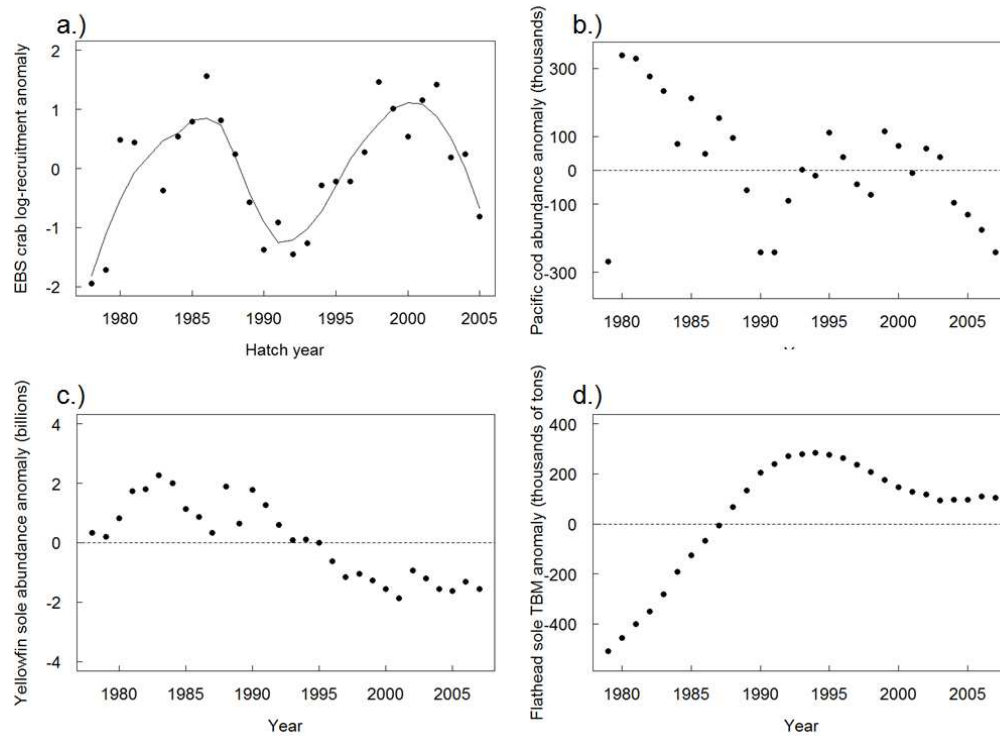 a.)
EBS crab log-recruitment anomaly
2
1
0
-1
-2
1980 1985 1990 1995 2000 2005
Hatch year
b.)
Pacific cod abundance anomaly (thousands)
300
100
0
-100
-300
1980 1985 1990 1995 2000 2005
c.)
Yellowfin sole abundance anomaly (billions)
4
2
0
-2
-4
1980 1985 1990 1995 2000 2005
Year
d.)
Flathead sole TBM anomaly (thousands of tons)
400
200
0
-200
-400
1980 1985 1990 1995 2000 2005
Year